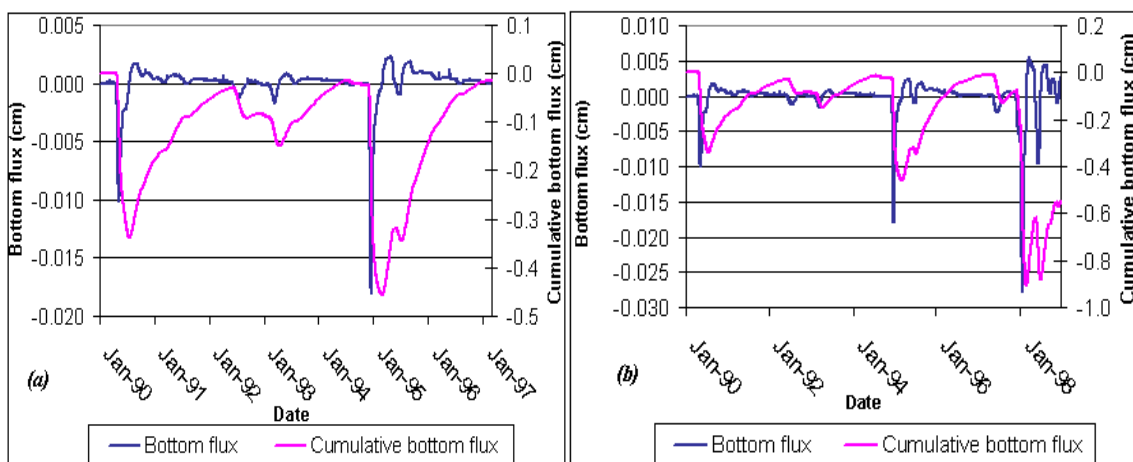 0.005
0.000
-0.005
-0.010
-0.015
-0.020
Bottom flux (cm)
0.1
0.0
-0.1
-0.2
-0.3
-0.4
-0.5
Cumulative bottom flux (cm)
Jan-90
Jan-91
Jan-92
Jan-93
Jan-94
Jan-95
Jan-96
Jan-97
(a)
Date
Bottom flux
Cumulative bottom flux
0.010
0.005
0.000
-0.005
-0.010
-0.015
-0.020
-0.025
-0.030
Bottom flux (cm)
0.2
0.0
-0.2
-0.4
-0.6
-0.8
-1.0
Cumulative bottom flux (cm)
Jan-90
Jan-92
Jan-94
Jan-96
Jan-98
(b)
Date
Bottom flux
Cumulative bottom flux